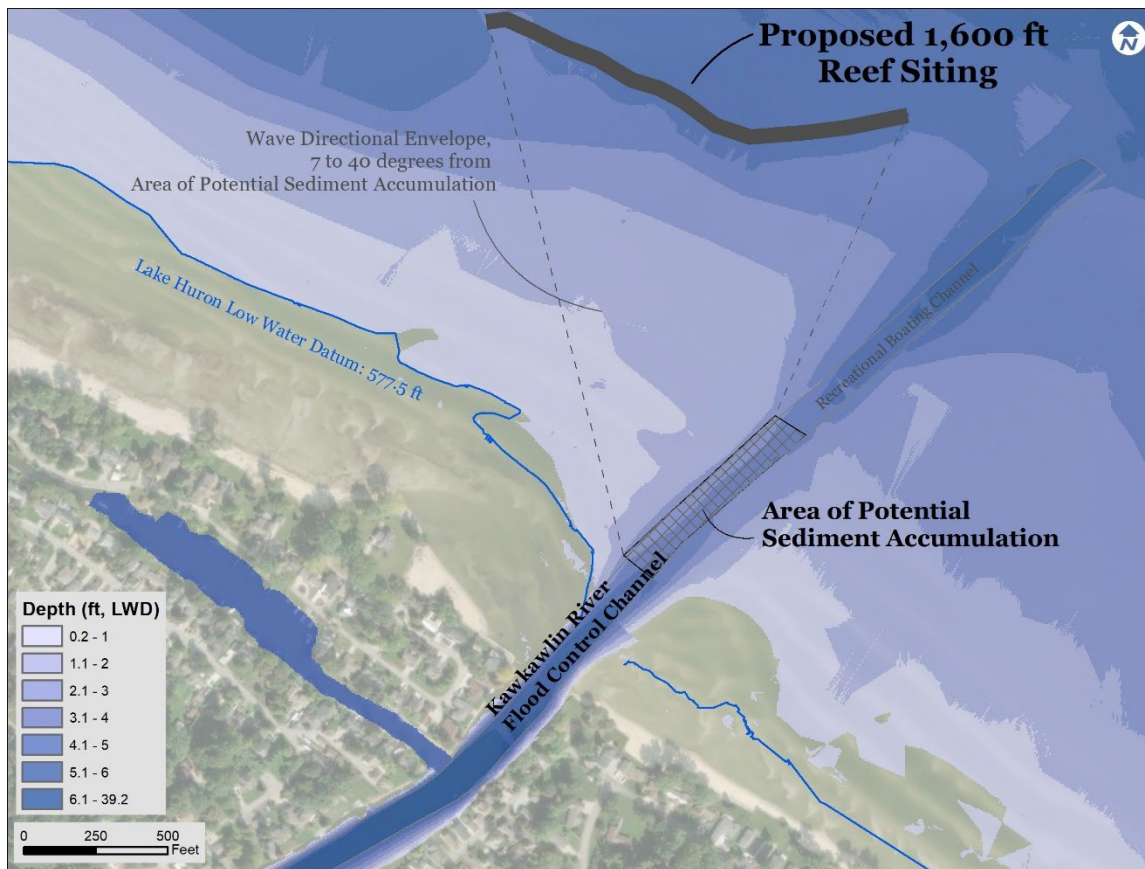 Proposed 1,600 ft
Reef Siting
N
Wave Directional Envelope,
7 to 40 degrees from
Area of Potential Sediment Accumulation
Lake Huron Low Water Datum: 577.5 ft
Recreational Boating Channel
Area of Potential
Sediment Accumulation
Kawkawlin River
Flood Control Channel
Depth (ft, LWD)
0.2 - 1
1.1 - 2
2.1 - 3
3.1 - 4
4.1 - 5
5.1 - 6
6.1 - 39.2
0 250 500
Feet